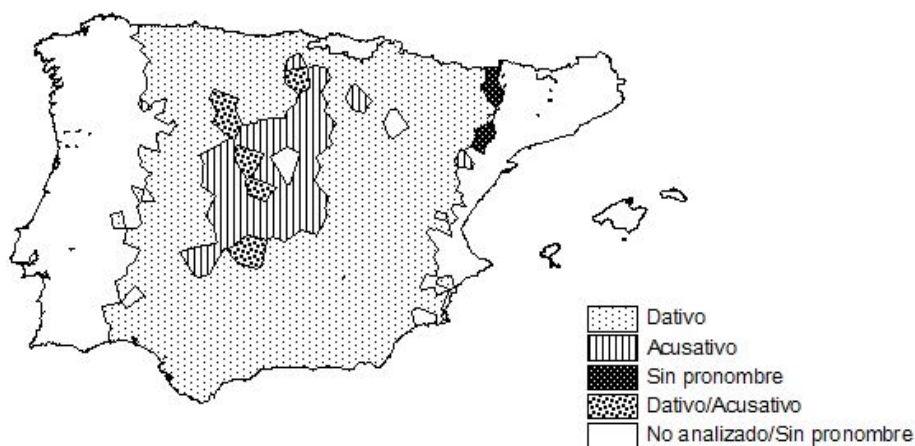 Dativo
Acusativo
Sin pronombre
Dativo/Acusativo
No analizado/Sin pronombre